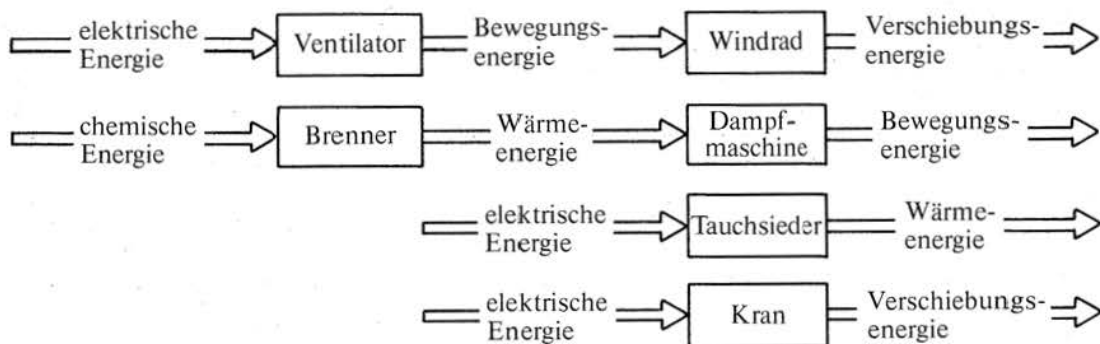 elektrische
Energie
Ventilator
Bewegungs-
energie
Windrad
Verschiebungs-
energie
chemische
Energie
Brenner
Wärme-
energie
Dampf-
maschine
Bewegungs-
energie
elektrische
Energie
Tauchsieder
Wärme-
energie
elektrische
Energie
Kran
Verschiebungs-
energie